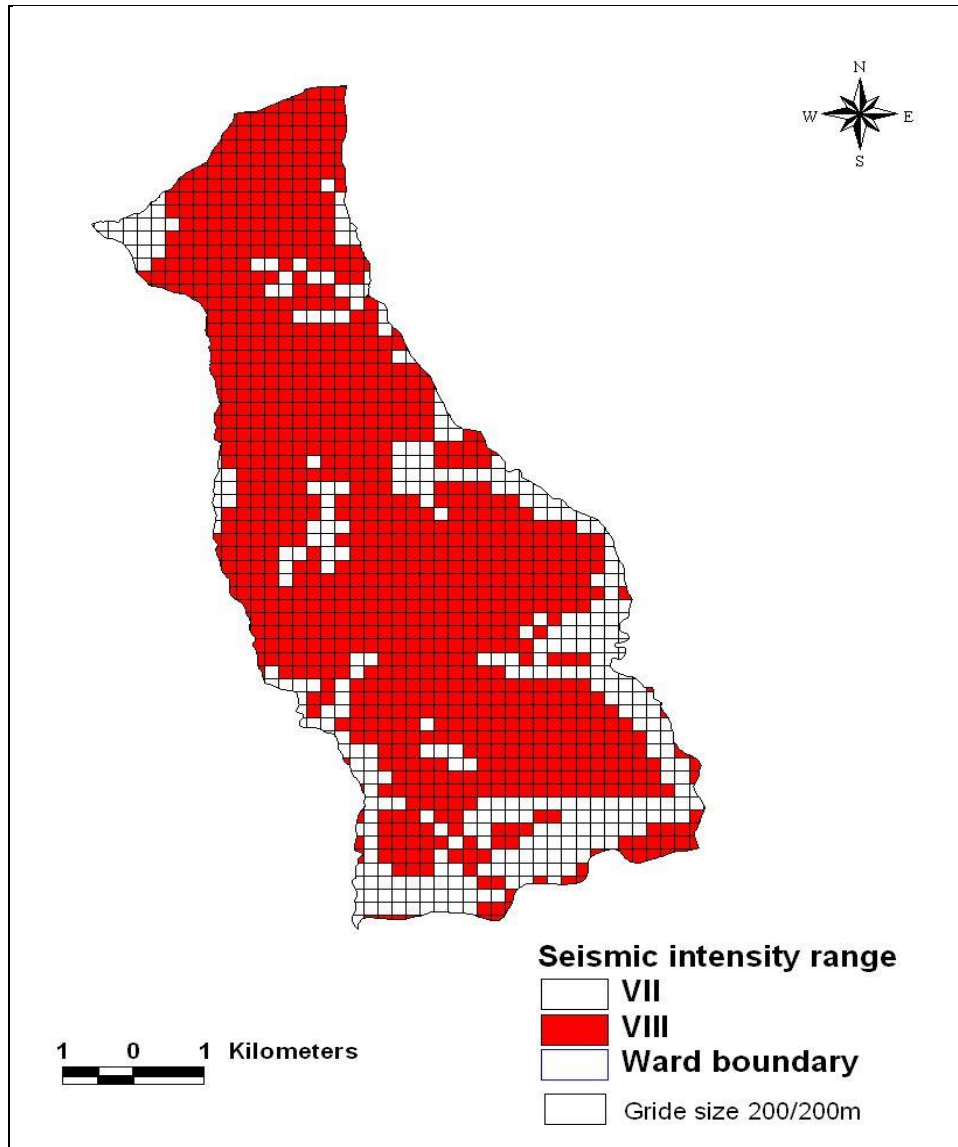 N
W E
S
Seismic intensity range
VII
VIII
Ward boundary
Gride size 200/200m
1 0 1 Kilometers